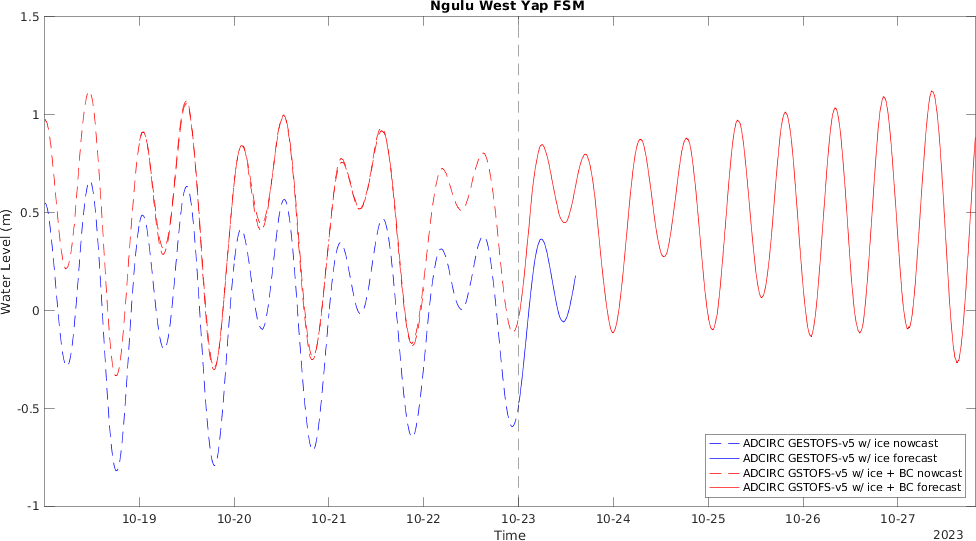 Ngulu West Yap FSM
1.5
1
0.5
0
-0.5
-1
Water Level (m)
ADCIRC GESTOFS-v5 w/ ice nowcast
ADCIRC GESTOFS-v5 w/ ice forecast
ADCIRC GSTOFS-v5 w/ ice + BC nowcast
ADCIRC GSTOFS-v5 w/ ice + BC forecast
10-19 10-20 10-21 10-22 10-23 10-24 10-25 10-26 10-27
Time
2023